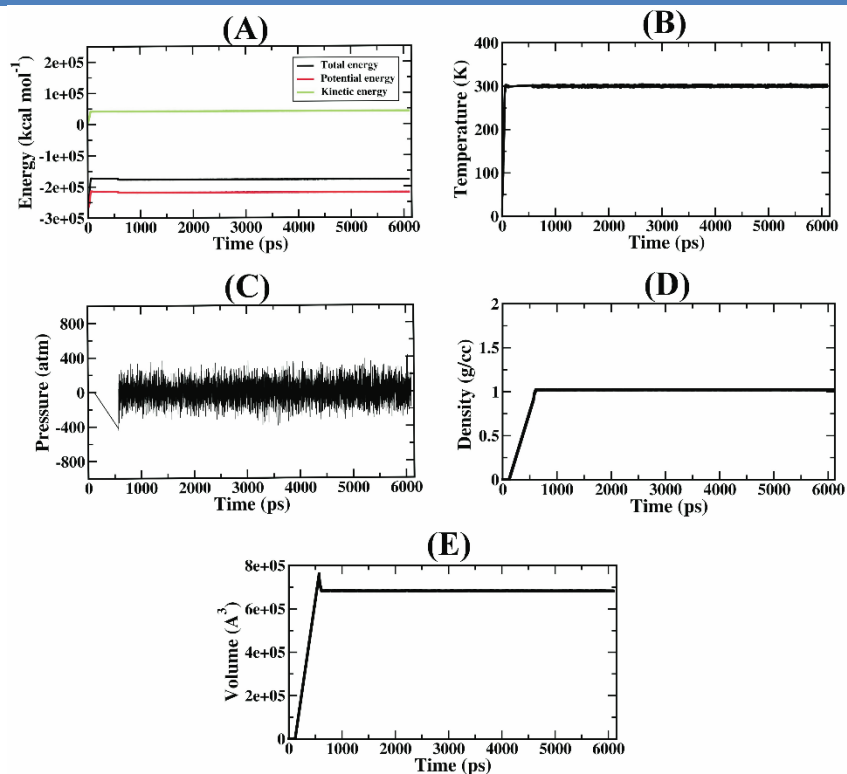 (A)
Energy (kcal mol⁻¹)
2e+05
1e+05
0
-1e+05
-2e+05
-3e+05
Total energy
Potential energy
Kinetic energy
0 1000 2000 3000 4000 5000 6000
Time (ps)
(B)
Temperature (K)
400
300
200
100
0
0 1000 2000 3000 4000 5000 6000
Time (ps)
(C)
Pressure (atm)
800
400
0
-400
-800
0 1000 2000 3000 4000 5000 6000
Time (ps)
(D)
Density (g/cc)
2
1.5
1
0.5
0
0 1000 2000 3000 4000 5000 6000
Time (ps)
(E)
Volume (A³)
8e+05
6e+05
4e+05
2e+05
0
0 1000 2000 3000 4000 5000 6000
Time (ps)